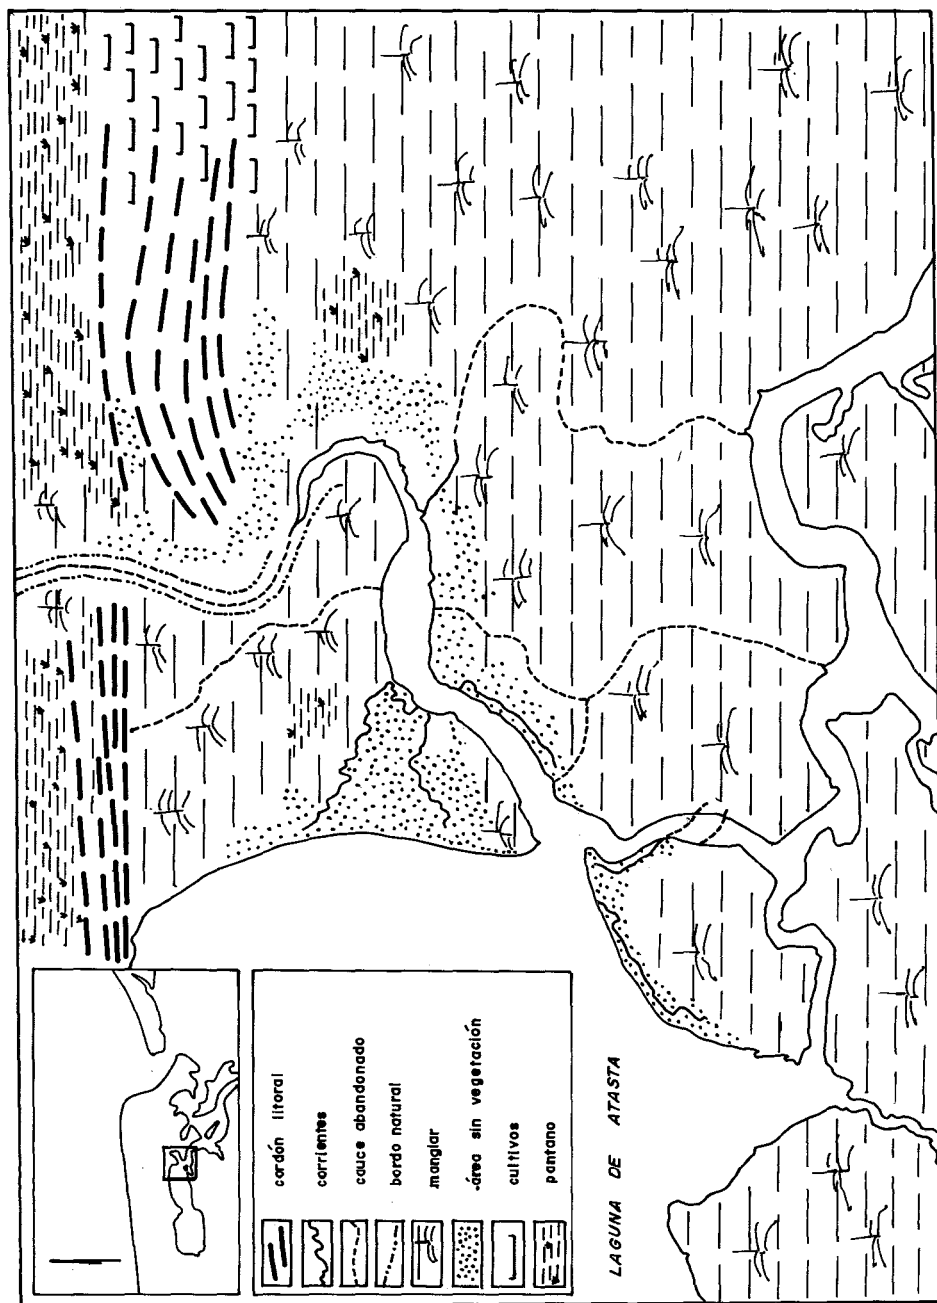 cordón litoral
corrientes
cauce abandonado
bordo natural
manglar
área sin vegetación
cultivos
pantano
LAGUNA DE ATASTA